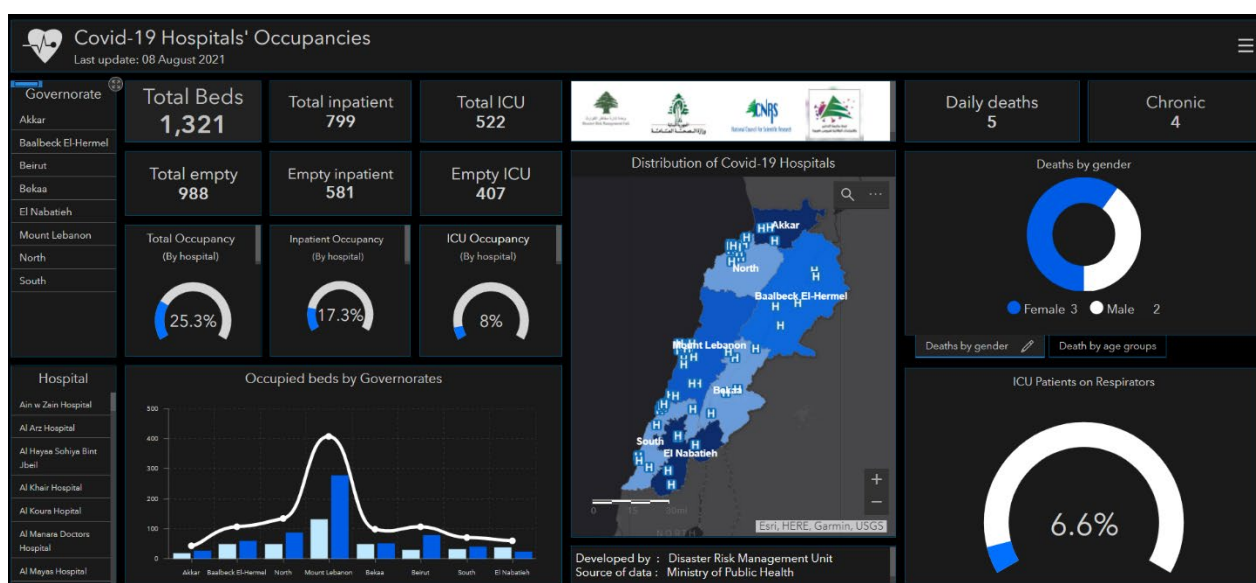 Covid-19 Hospitals' Occupancies
Last update: 08 August 2021
Governorate
Akkar
Baalbeck El-Hermel
Beirut
Bekaa
El Nabatieh
Mount Lebanon
North
South
Total Beds
1,321
Total inpatient
799
Total ICU
522
Total empty
988
Empty inpatient
581
Empty ICU
407
Total Occupancy
(By hospital)
25.3%
Inpatient Occupancy
(By hospital)
17.3%
ICU Occupancy
(By hospital)
8%
CNRS
National Council for Scientific Research
Daily deaths
5
Chronic
4
Distribution of Covid-19 Hospitals
Akkar
North
Baalbeck El-Hermel
Mount Lebanon
Bekaa
South
El Nabatieh
0 15 30mi
Esri, HERE, Garmin, USGS
Developed by : Disaster Risk Management Unit
Source of data : Ministry of Public Health
Deaths by gender
Female 3 Male 2
Deaths by gender
Death by age groups
ICU Patients on Respirators
6.6%
Hospital
Ain w Zein Hospital
Al Arz Hospital
Al Hayaa Sohiya Bint
Jbeil
Al Khair Hospital
Al Koura Hopital
Al Manara Doctors
Hospital
Al Mayas Hospital
Occupied beds by Governorates
500
400
300
200
100
0
Akkar Baalbeck El-Hermal North Mount Lebanon Bekaa Beirut South El Nabatieh